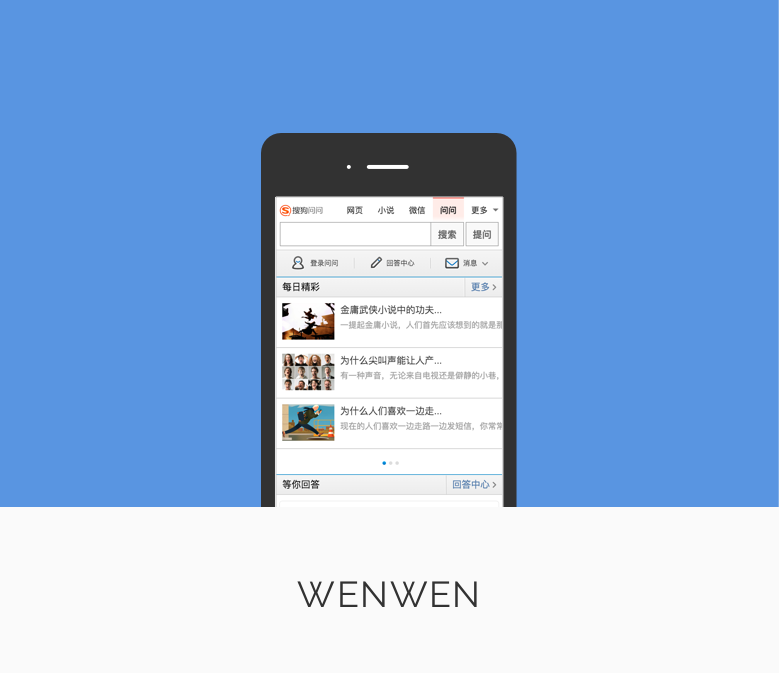 搜狗问问 网页 小说 微信 问问 更多
搜索 提问
登录问问 回答中心 消息
每日精彩 更多
金庸武侠小说中的功夫...
一提起金庸小说，人们首先应该想到的就是那
为什么尖叫声能让人产...
有一种声音，无论来自电视还是僻静的小巷，
为什么人们喜欢一边走...
现在的人们喜欢一边走路一边发短信，你常常
等你回答 回答中心
WENWEN